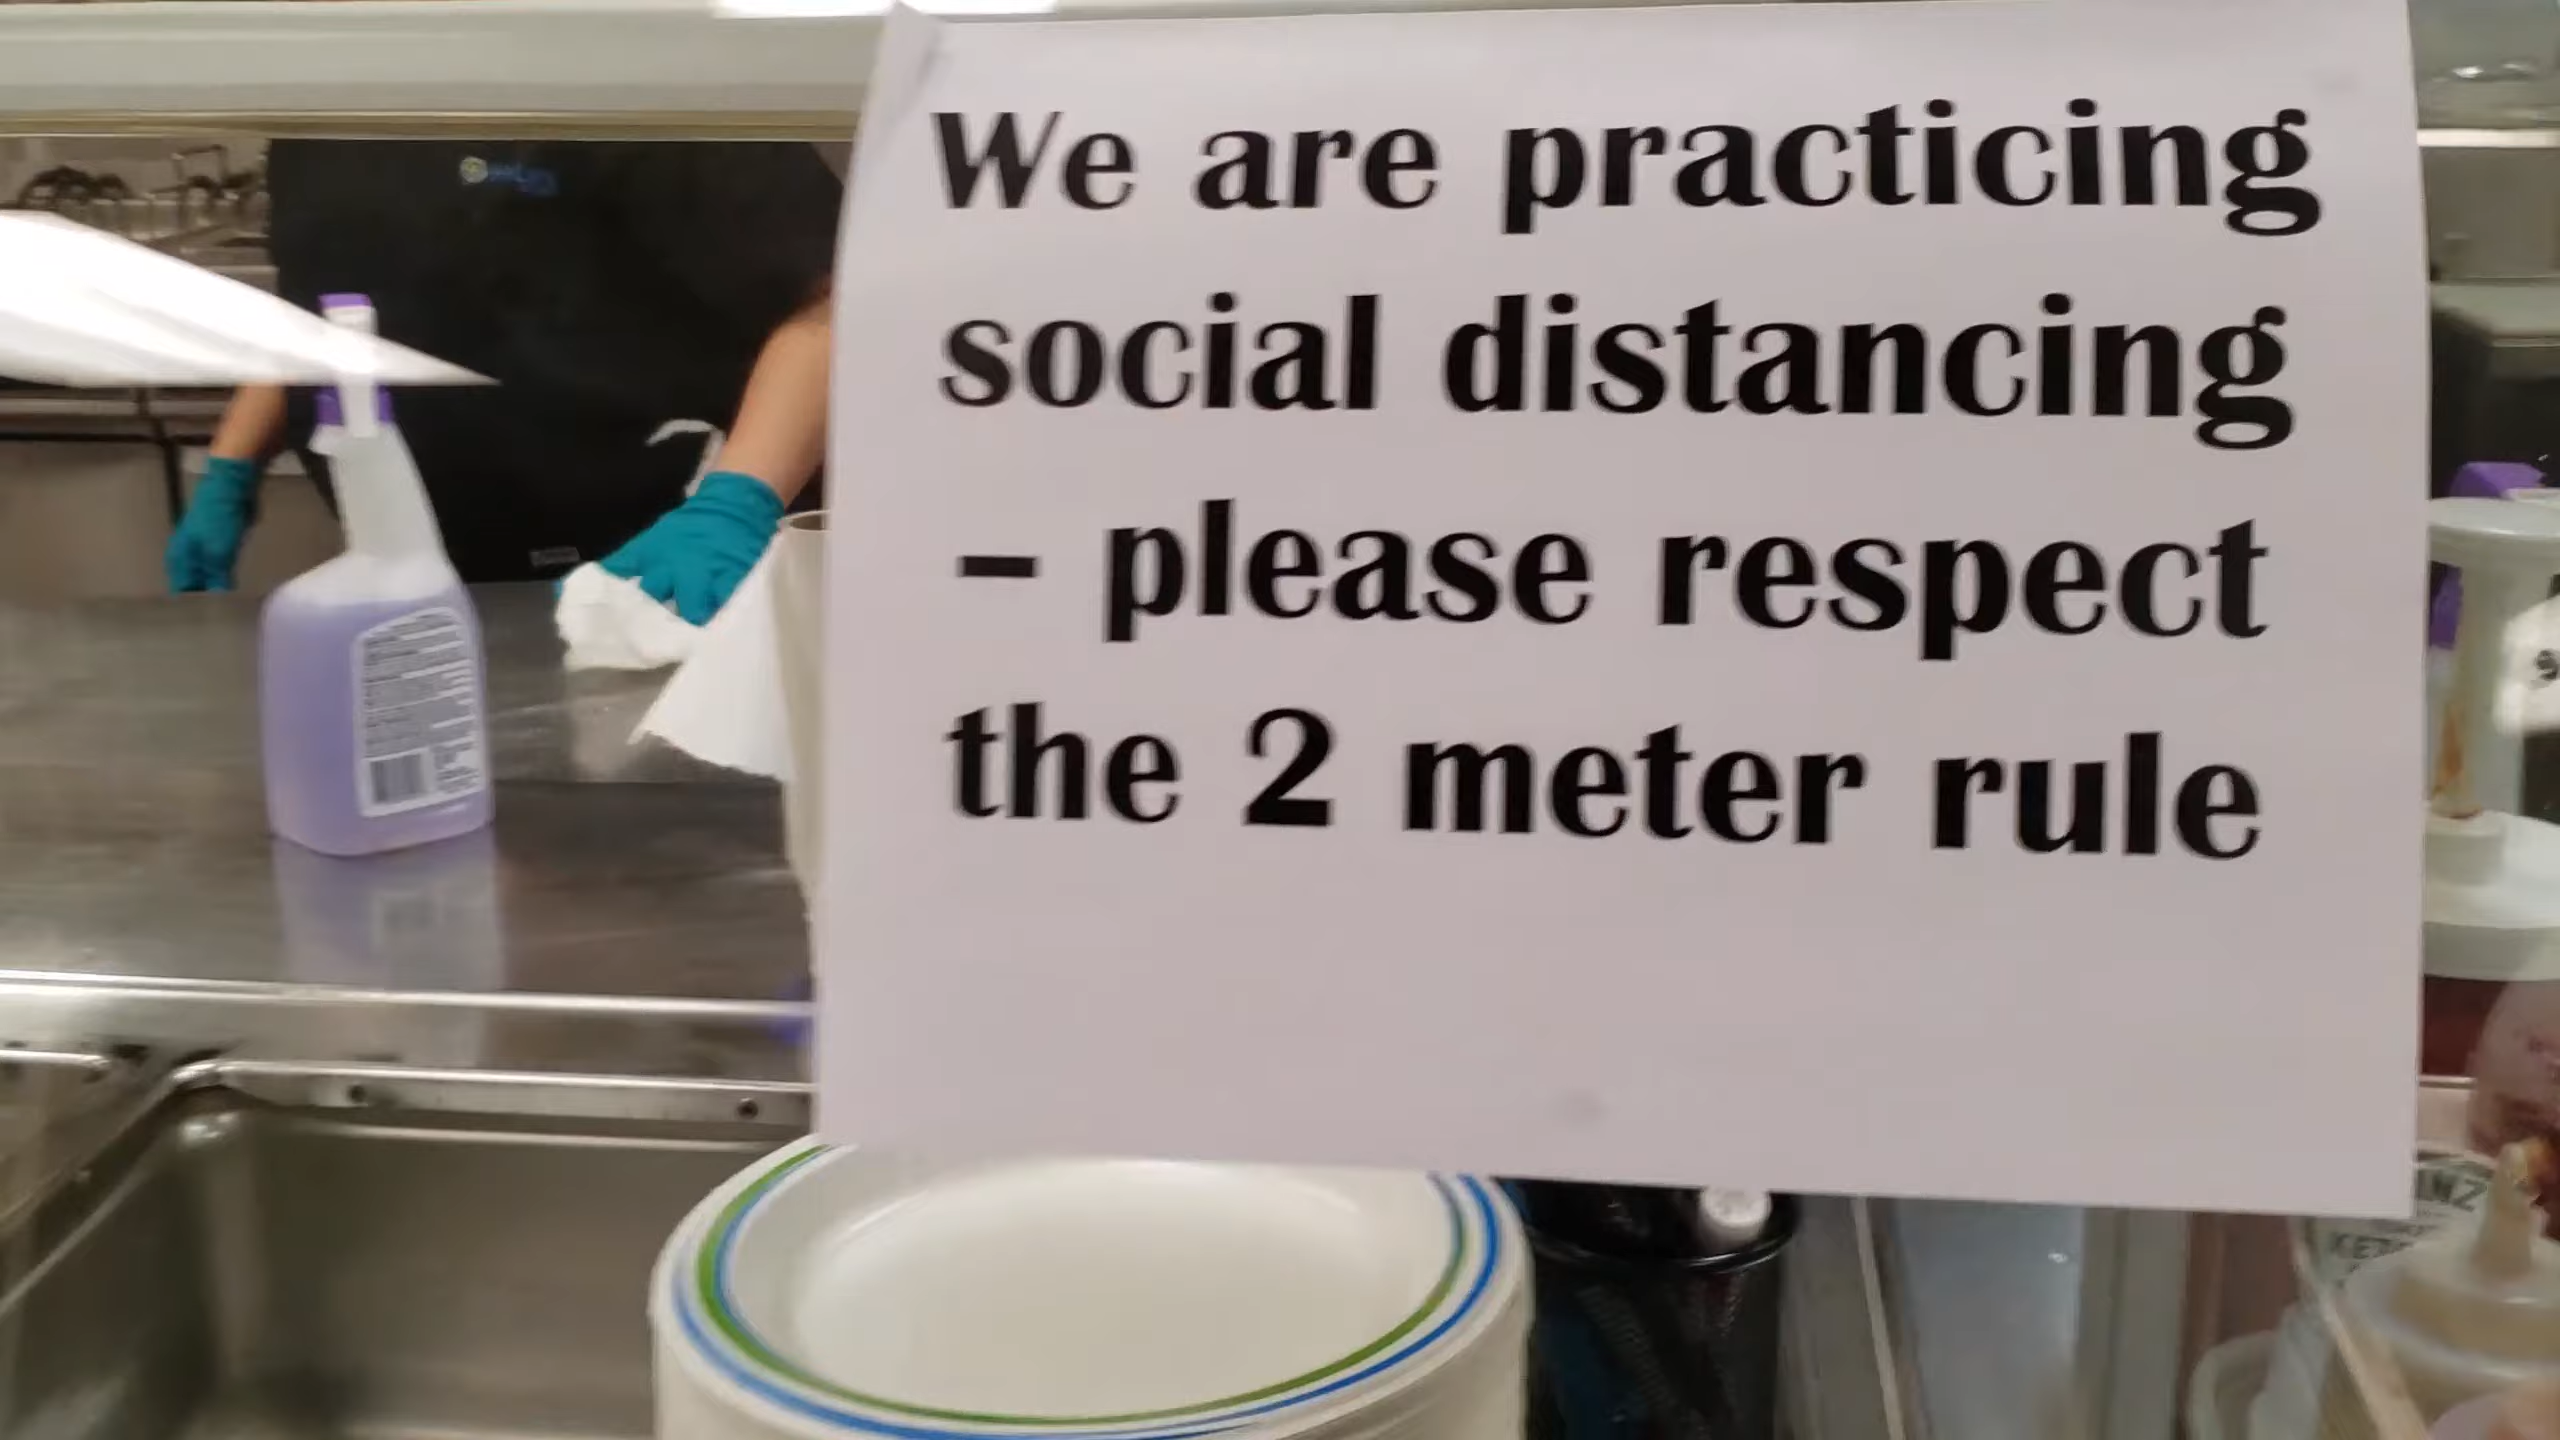 We are practicing
social distancing
– please respect
the 2 meter rule